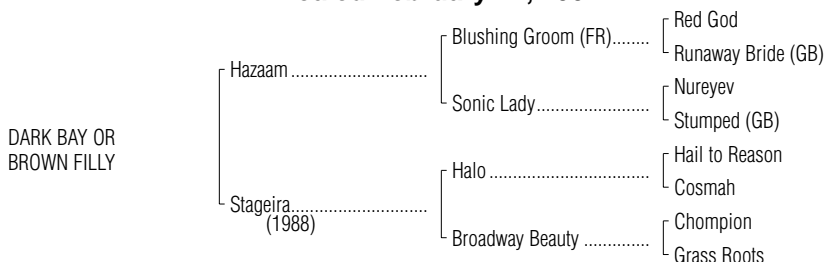 Red God
Blushing Groom (FR)........
Runaway Bride (GB)
Hazaam .............................
Nureyev
Sonic Lady........................
Stumped (GB)
DARK BAY OR
BROWN FILLY
Hail to Reason
Halo ..................................
Cosmah
Stageira.............................
(1988)
Chompion
Broadway Beauty ..............
Grass Roots